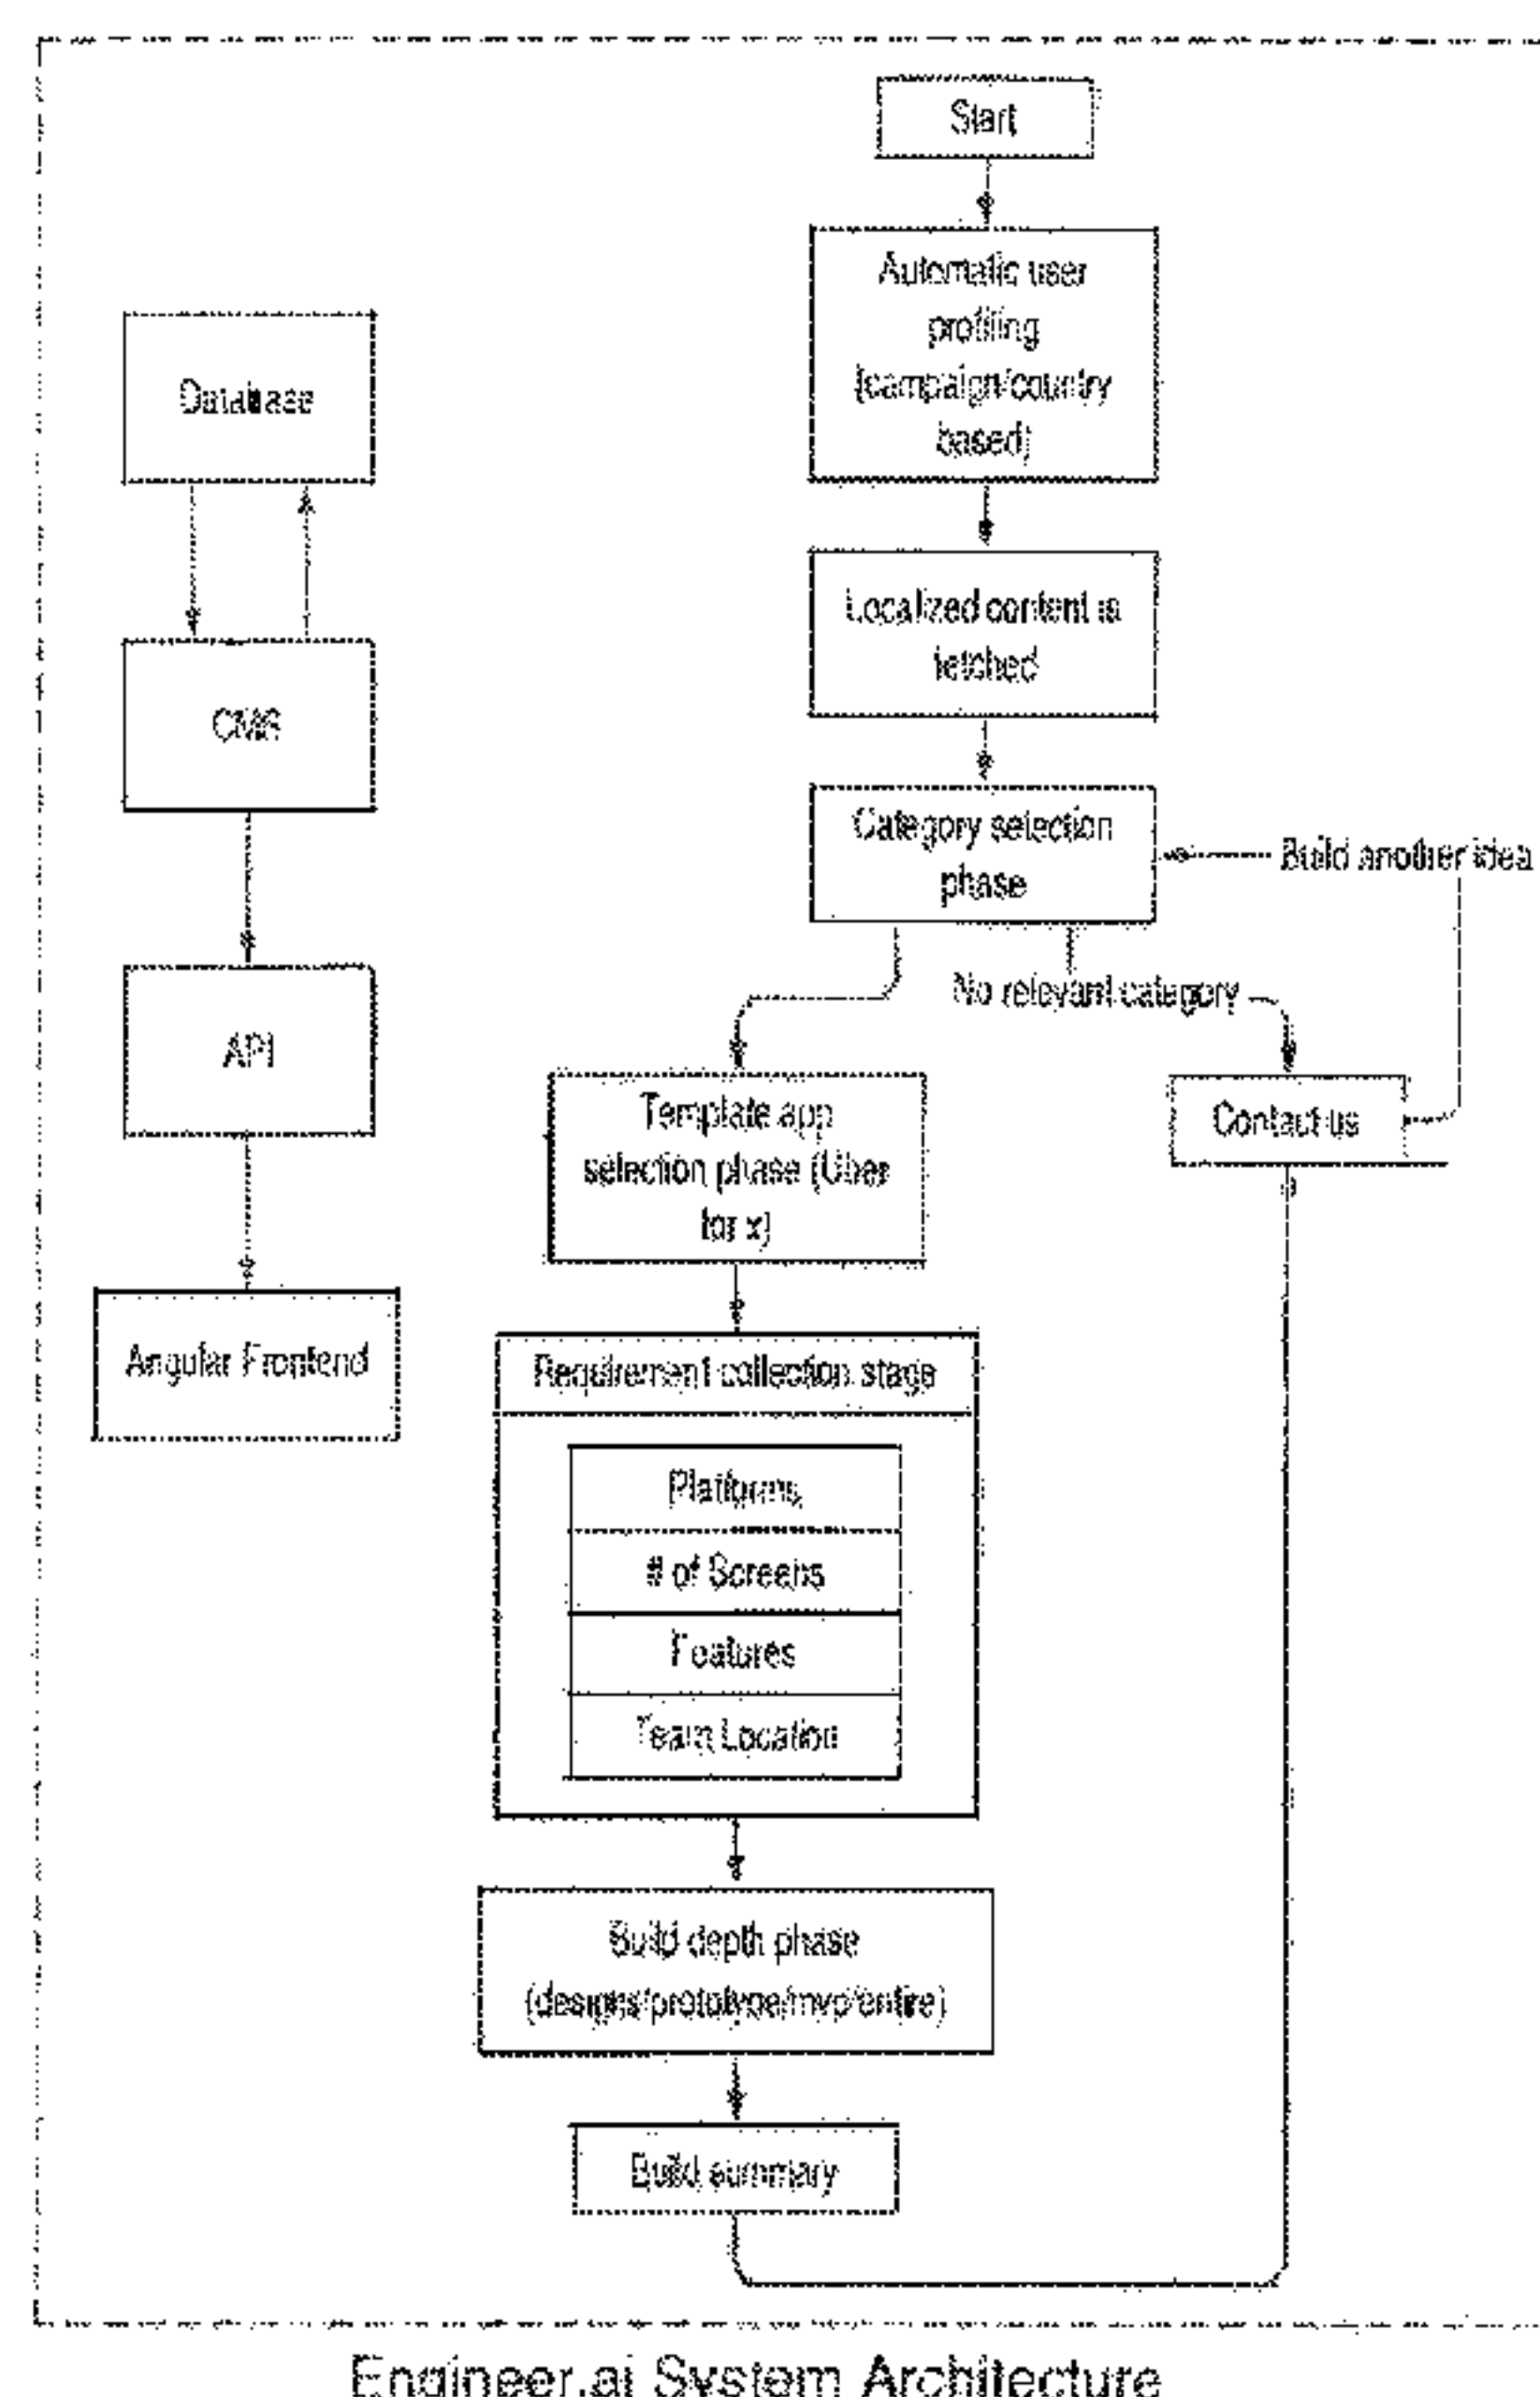 Start
Automatic user
profiling
(campaign/country
based)
Database
Localized content is
fetched
CMS
Category selection
phase
Build another idea
No relevant category
API
Template app
selection phase (Uber
for x)
Contact us
Angular Frontend
Requirement collection stage
Platforms
# of Screens
Features
Team Location
Build depth phase
(designs/prototype/mvp/entire)
Build summary
Engineer.ai System Architecture